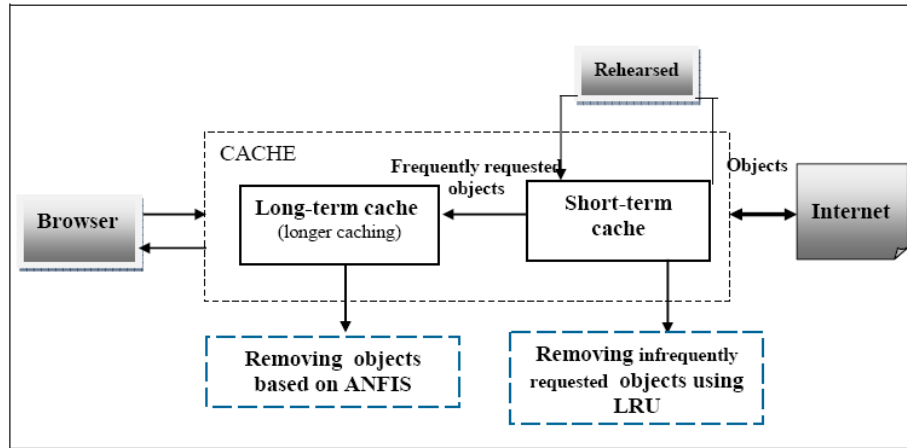 Rehearsed
CACHE
Frequently requested
objects
Objects
Browser
Long-term cache
(longer caching)
Short-term
cache
Internet
Removing objects
based on ANFIS
Removing infrequently
requested objects using
LRU